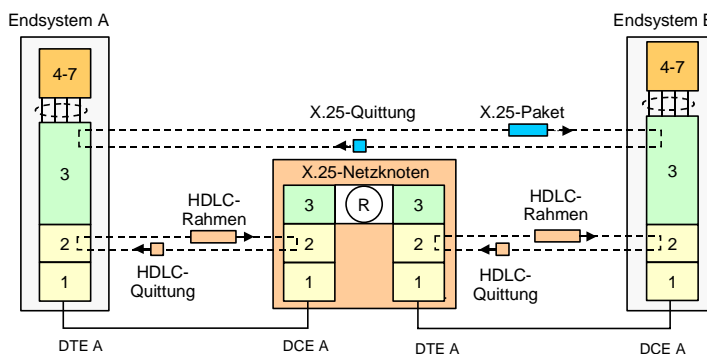 Endsystem A
Endsystem B
4-7
4-7
X.25-Quittung
X.25-Paket
3
3
X.25-Netzknoten
3
R
3
HDLC-
Rahmen
HDLC-
Rahmen
2
2
2
2
HDLC-
Quittung
HDLC-
Quittung
1
1
1
1
DTE A
DCE A
DTE A
DCE A